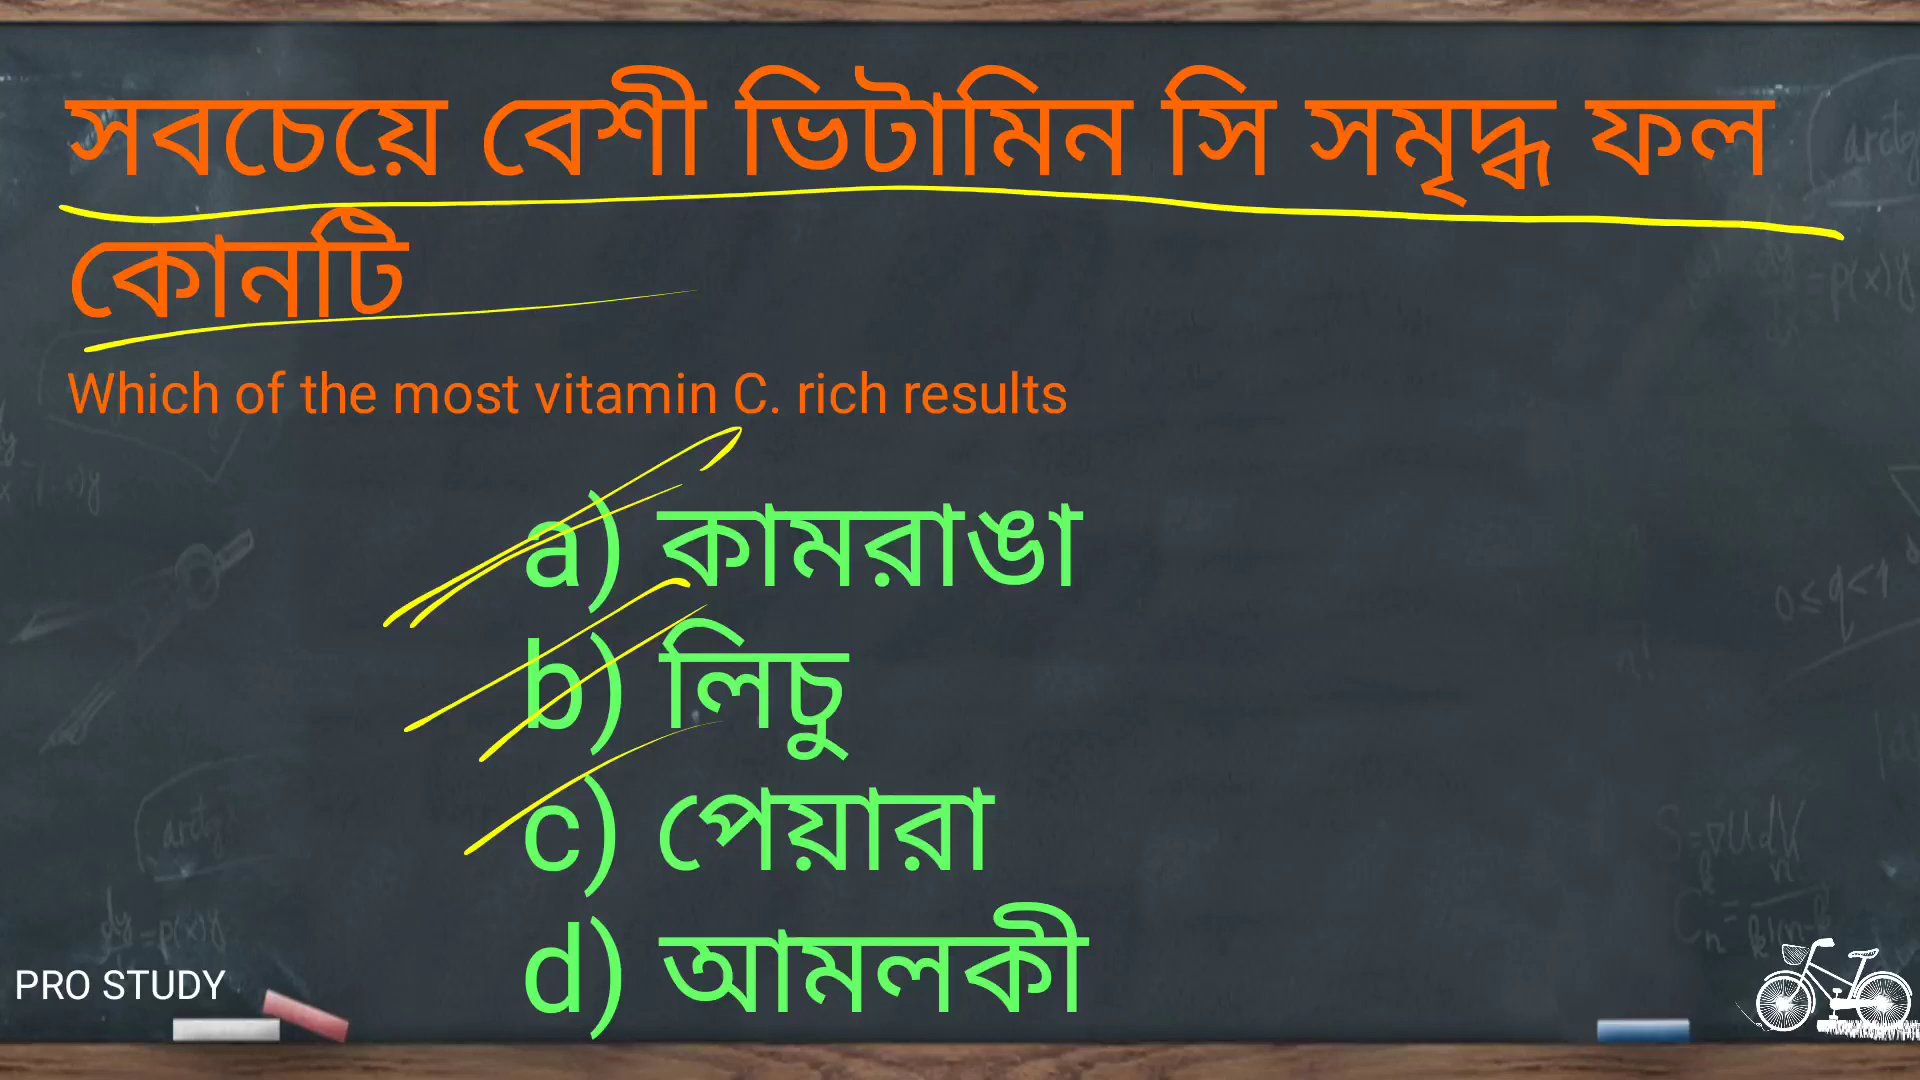 সবচেয়ে বেশী ভিটামিন সি সমৃদ্ধ ফল
কোনটি
Which of the most vitamin C. rich results
a) কামরাঙা
b) লিচু
c) পেয়ারা
d) আমলকী
PRO STUDY